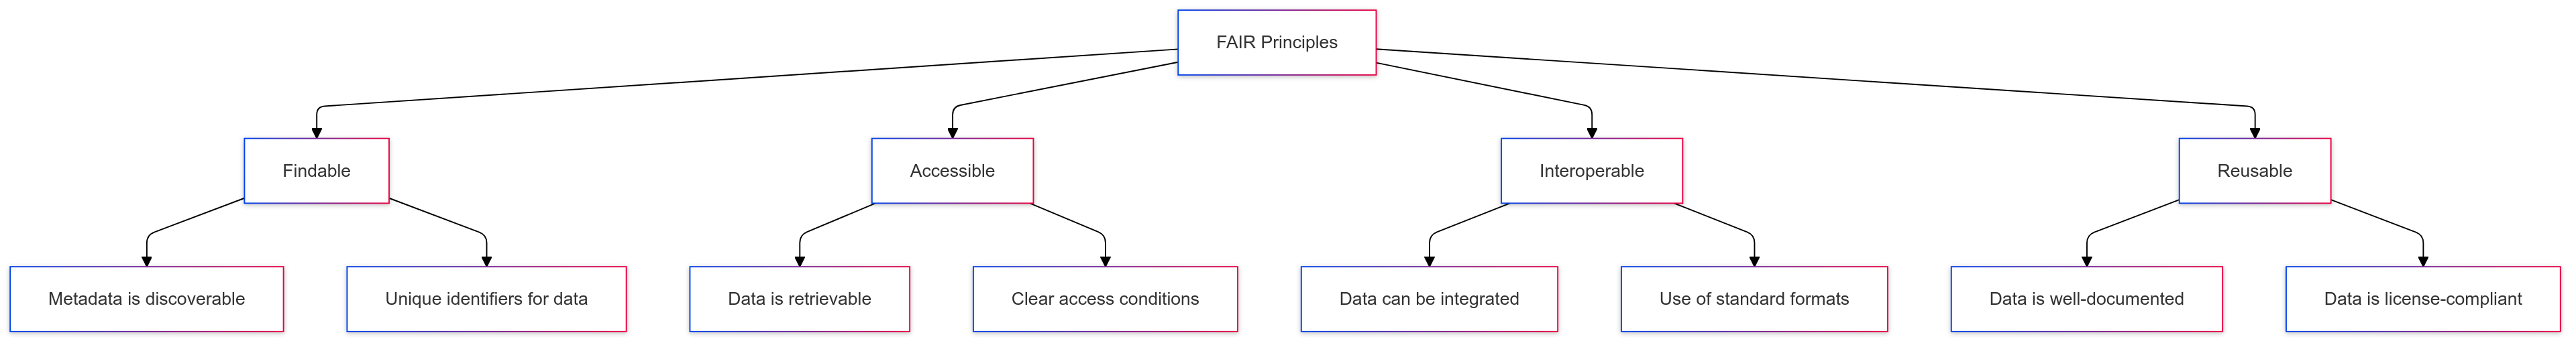 FAIR Principles
Findable
Accessible
Interoperable
Reusable
Metadata is discoverable
Unique identifiers for data
Data is retrievable
Clear access conditions
Data can be integrated
Use of standard formats
Data is well-documented
Data is license-compliant